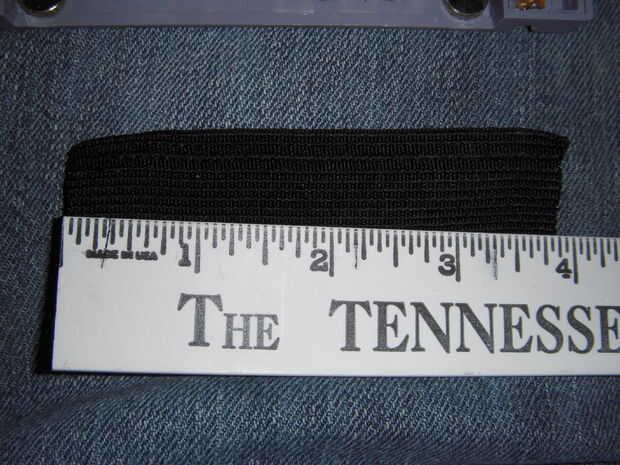 1 2 3 4
MADE IN USA
THE TENNESSE